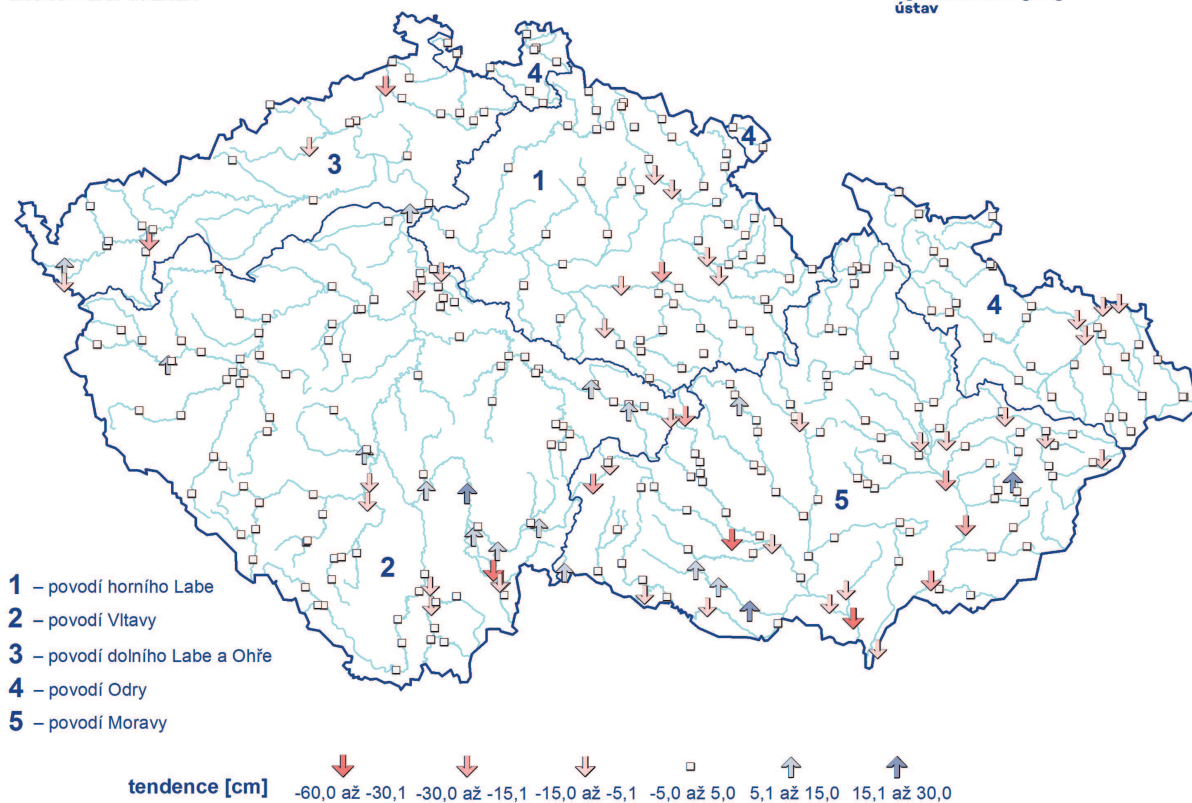 ústav
4
4
3
1
4
5
2
1 – povodí horního Labe
2 – povodí Vltavy
3 – povodí dolního Labe a Ohře
4 – povodí Odry
5 – povodí Moravy
tendence [cm] -60,0 až -30,1 -30,0 až -15,1 -15,0 až -5,1 -5,0 až 5,0 5,1 až 15,0 15,1 až 30,0